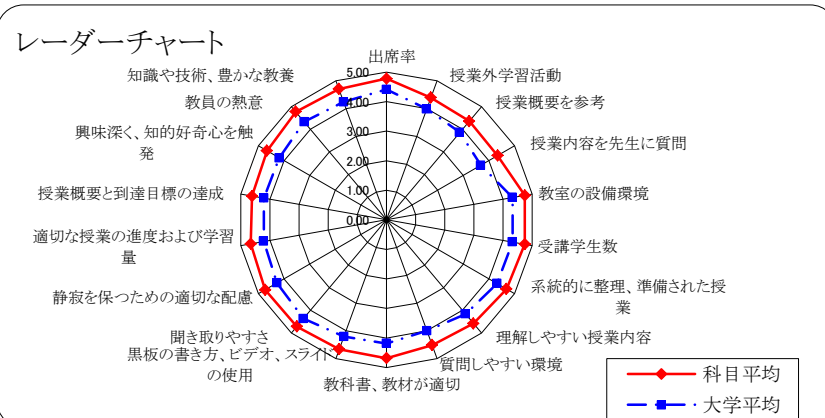 レーダーチャート
出席率
授業外学習活動
授業概要を参考
授業内容を先生に質問
教室の設備環境
受講学生数
系統的に整理、準備された授
業
理解しやすい授業内容
質問しやすい環境
教科書、教材が適切
黒板の書き方、ビデオ、スライド
の使用
聞き取りやすさ
静寂を保つための適切な配慮
適切な授業の進度および学習
量
授業概要と到達目標の達成
興味深く、知的好奇心を触
発
教員の熱意
知識や技術、豊かな教養
5.00
4.00
3.00
2.00
1.00
0.00
科目平均
大学平均